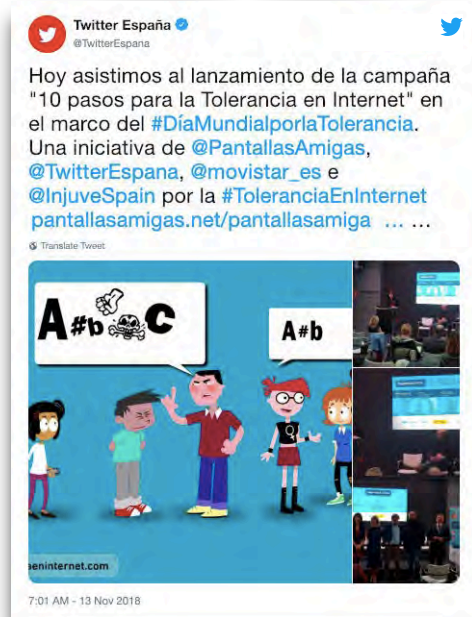 Twitter España
@TwitterEspana
Hoy asistimos al lanzamiento de la campaña
"10 pasos para la Tolerancia en Internet" en
el marco del #DíaMundialporlaTolerancia.
Una iniciativa de @PantallasAmigas,
@TwitterEspana, @movistar_es e
@InjuveSpain por la #ToleranciaEnInternet
pantallasamigas.net/pantallasamiga ... ...
Translate Tweet
A#b C
A#b
aeninternet.com
7:01 AM - 13 Nov 2018